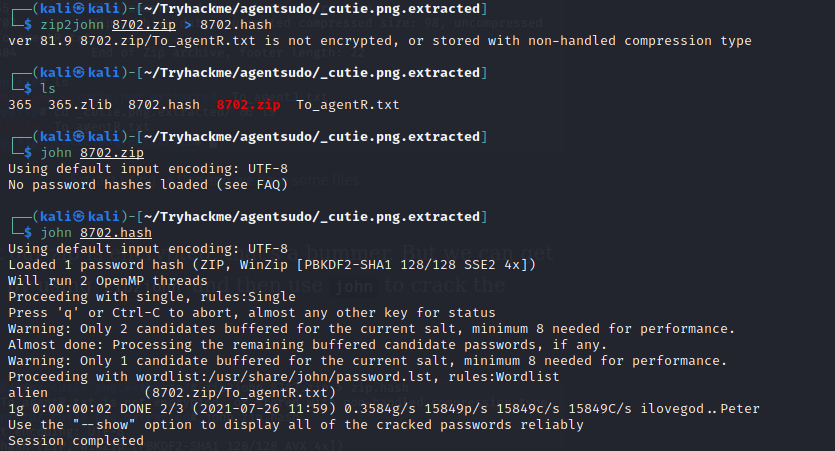 ┌──(kali㉿kali)-[~/Tryhackme/agentsudo/_cutie.png.extracted]
└─$ zip2john 8702.zip > 8702.hash
ver 81.9 8702.zip/To_agentR.txt is not encrypted, or stored with non-handled compression type
┌──(kali㉿kali)-[~/Tryhackme/agentsudo/_cutie.png.extracted]
└─$ ls
365 365.zlib 8702.hash 8702.zip To_agentR.txt
┌──(kali㉿kali)-[~/Tryhackme/agentsudo/_cutie.png.extracted]
└─$ john 8702.zip
Using default input encoding: UTF-8
No password hashes loaded (see FAQ)
┌──(kali㉿kali)-[~/Tryhackme/agentsudo/_cutie.png.extracted]
└─$ john 8702.hash
Using default input encoding: UTF-8
Loaded 1 password hash (ZIP, WinZip [PBKDF2-SHA1 128/128 SSE2 4x])
Will run 2 OpenMP threads
Proceeding with single, rules:Single
Press 'q' or Ctrl-C to abort, almost any other key for status
Warning: Only 2 candidates buffered for the current salt, minimum 8 needed for performance.
Almost done: Processing the remaining buffered candidate passwords, if any.
Warning: Only 1 candidate buffered for the current salt, minimum 8 needed for performance.
Proceeding with wordlist:/usr/share/john/password.lst, rules:Wordlist
alien (8702.zip/To_agentR.txt)
1g 0:00:00:02 DONE 2/3 (2021-07-26 11:59) 0.3584g/s 15849p/s 15849c/s 15849C/s ilovegod..Peter
Use the "--show" option to display all of the cracked passwords reliably
Session completed